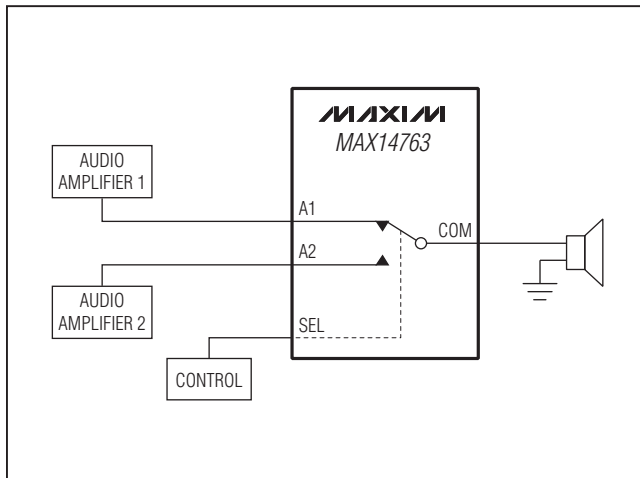 MAXIM
MAX14763
AUDIO
AMPLIFIER 1
A1
COM
A2
AUDIO
AMPLIFIER 2
SEL
CONTROL